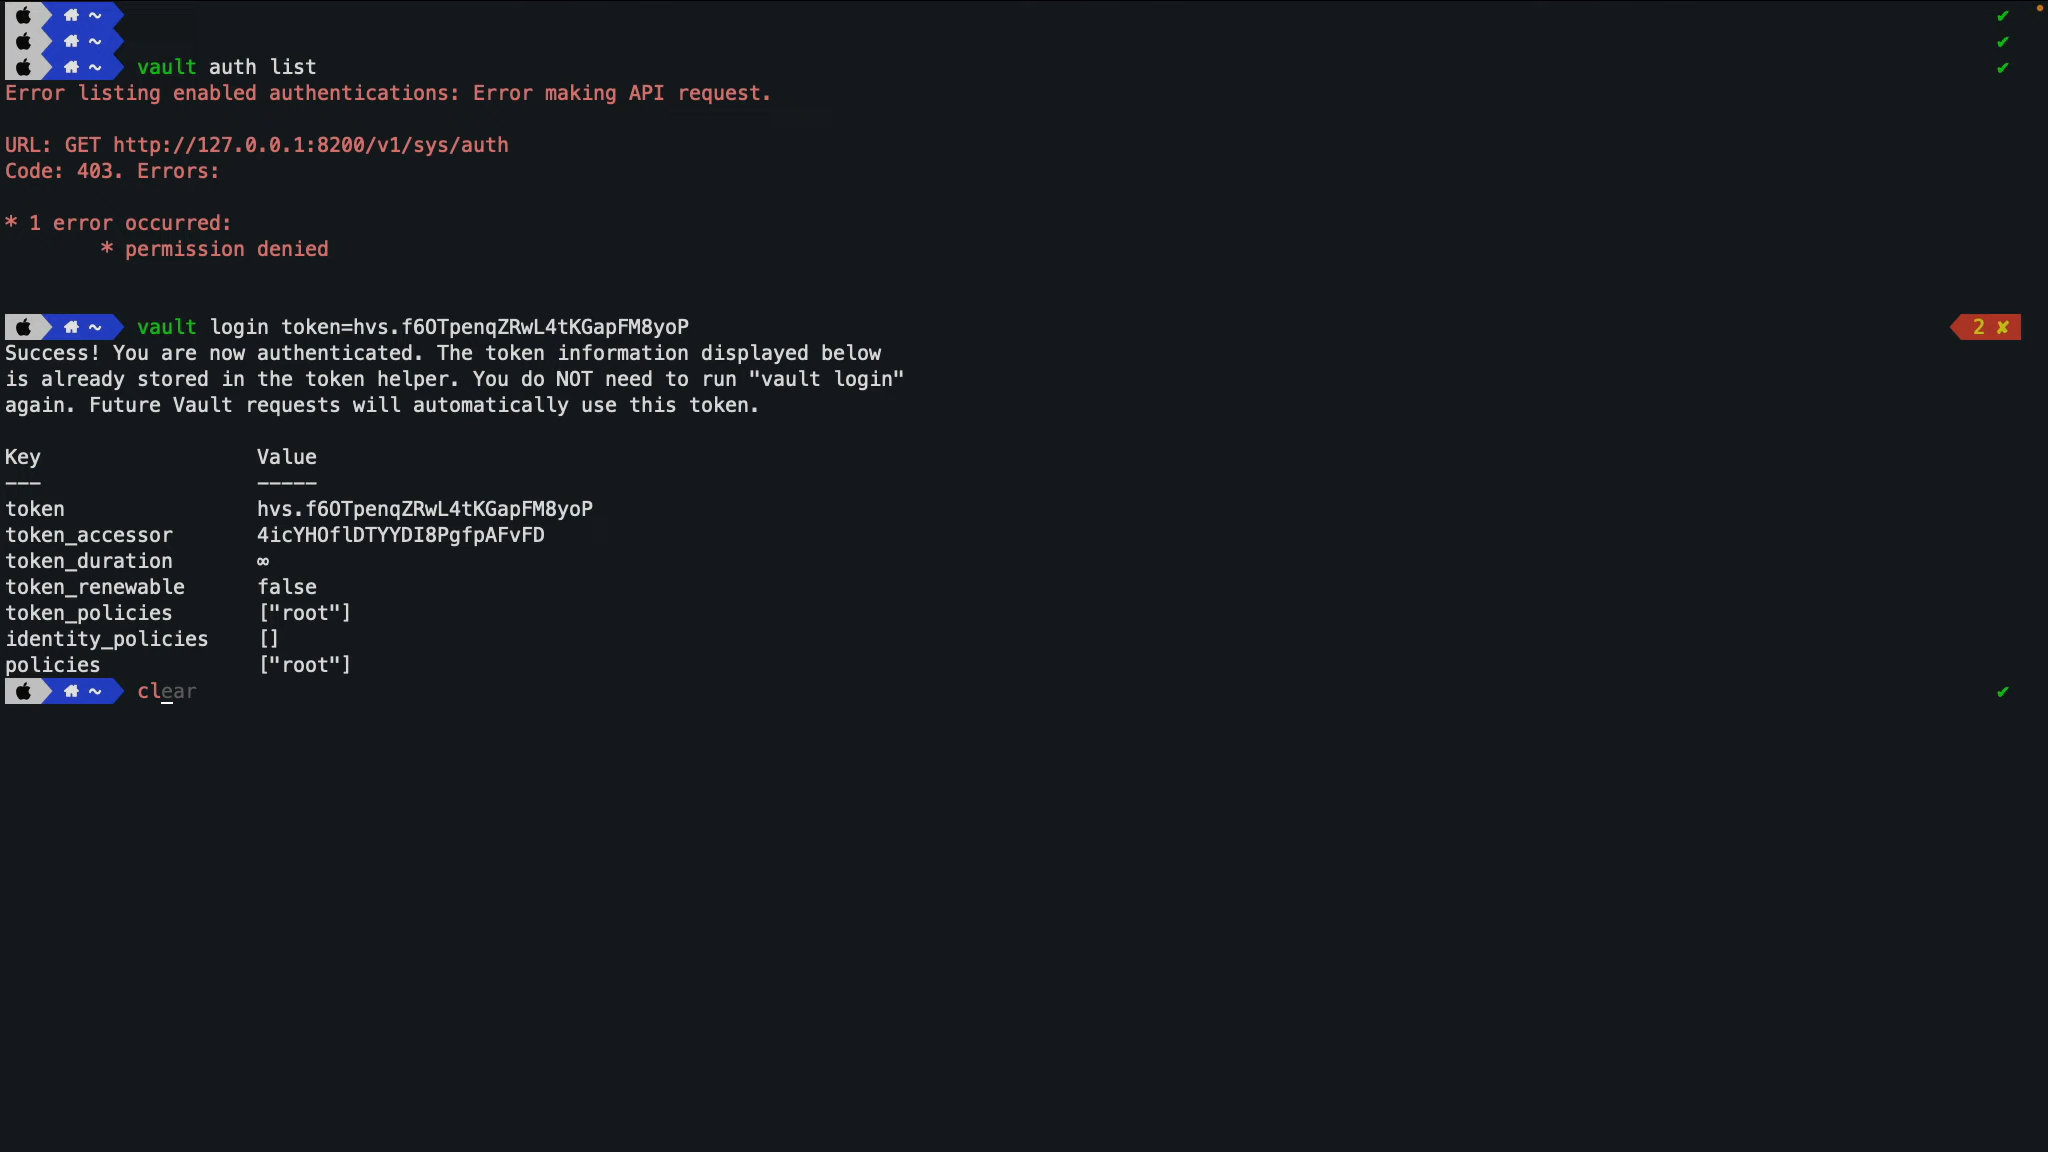 ~
~
~ vault auth list
Error listing enabled authentications: Error making API request.
URL: GET http://127.0.0.1:8200/v1/sys/auth
Code: 403. Errors:
* 1 error occurred:
* permission denied
~ vault login token=hvs.f6OTpenqZRwL4tKGapFM8yoP 2 ✘
Success! You are now authenticated. The token information displayed below
is already stored in the token helper. You do NOT need to run "vault login"
again. Future Vault requests will automatically use this token.
Key Value
--- -----
token hvs.f6OTpenqZRwL4tKGapFM8yoP
token_accessor 4icYHOflDTYYDI8PgfpAFvFD
token_duration ∞
token_renewable false
token_policies ["root"]
identity_policies []
policies ["root"]
~ clear